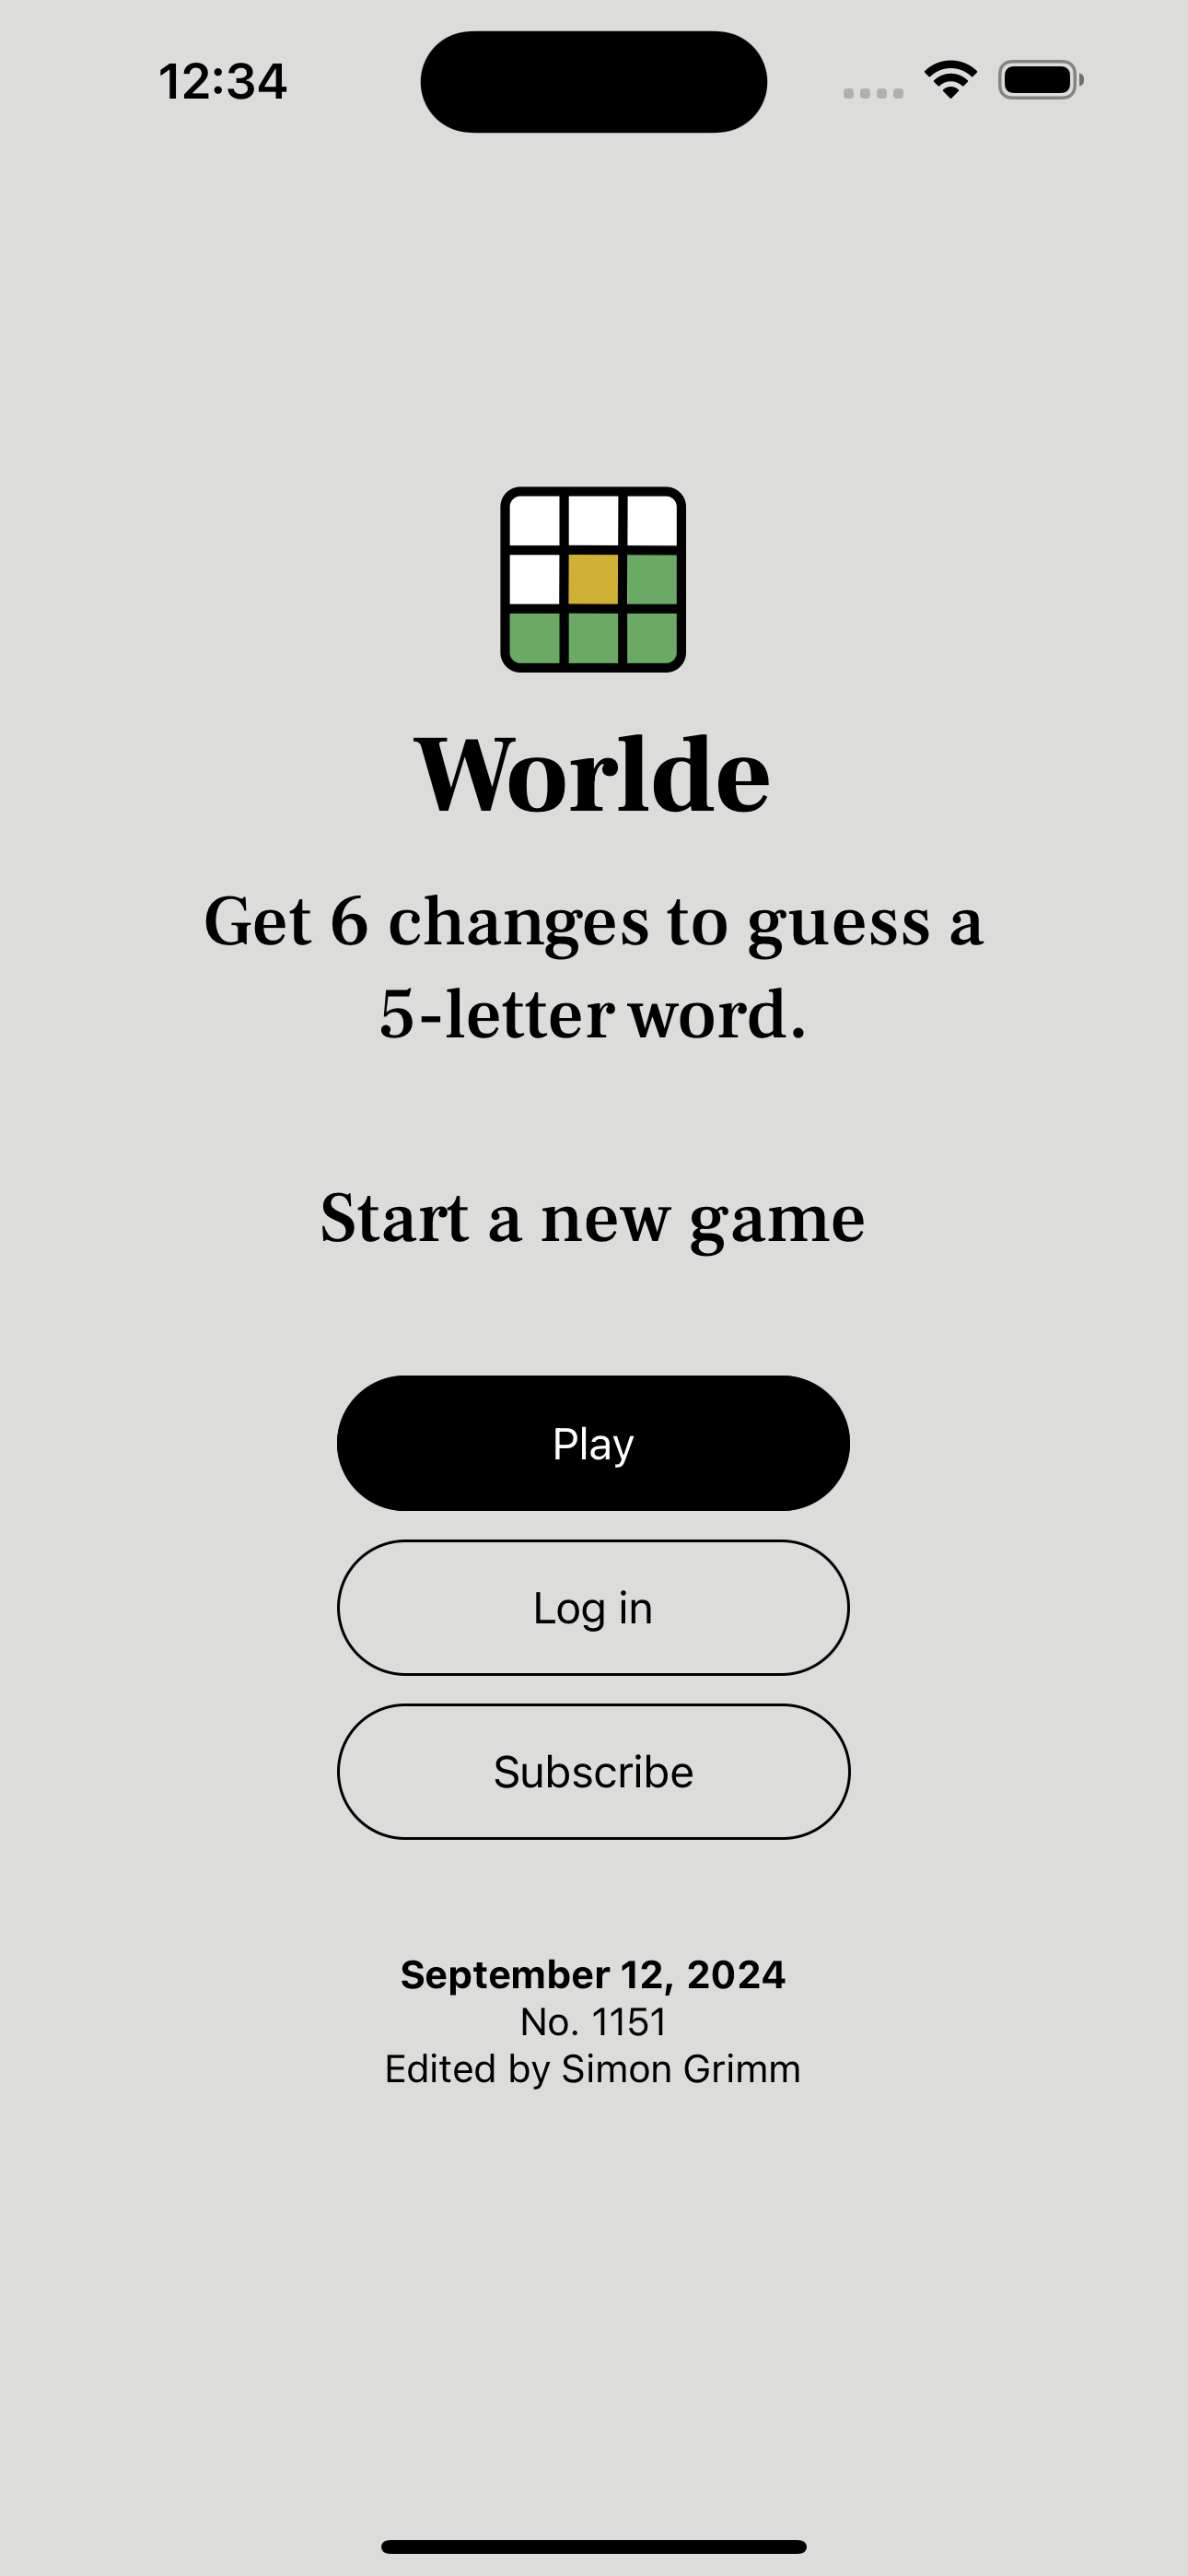 12:34
Worlde
Get 6 changes to guess a
5-letter word.
Start a new game
Play
Log in
Subscribe
September 12, 2024
No. 1151
Edited by Simon Grimm